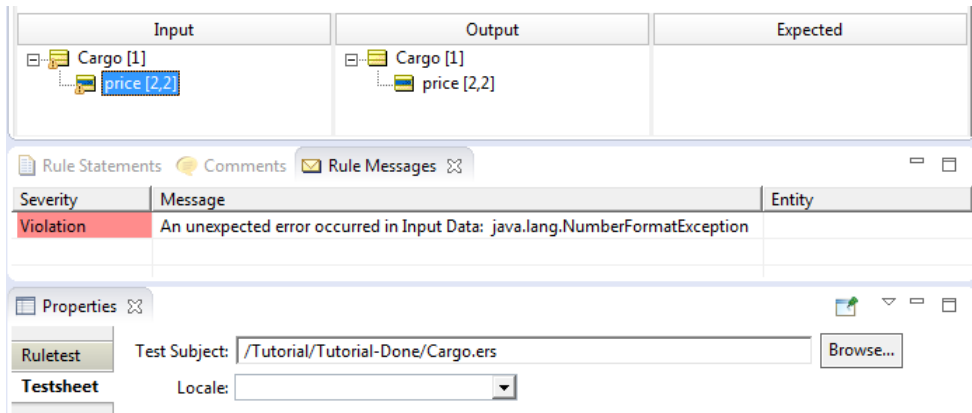 Input Output Expected
Cargo [1] Cargo [1]
price [2,2] price [2,2]
Rule Statements Comments Rule Messages
Severity Message Entity
Violation An unexpected error occurred in Input Data: java.lang.NumberFormatException
Properties
Ruletest Test Subject: /Tutorial/Tutorial-Done/Cargo.ers Browse...
Testsheet Locale: